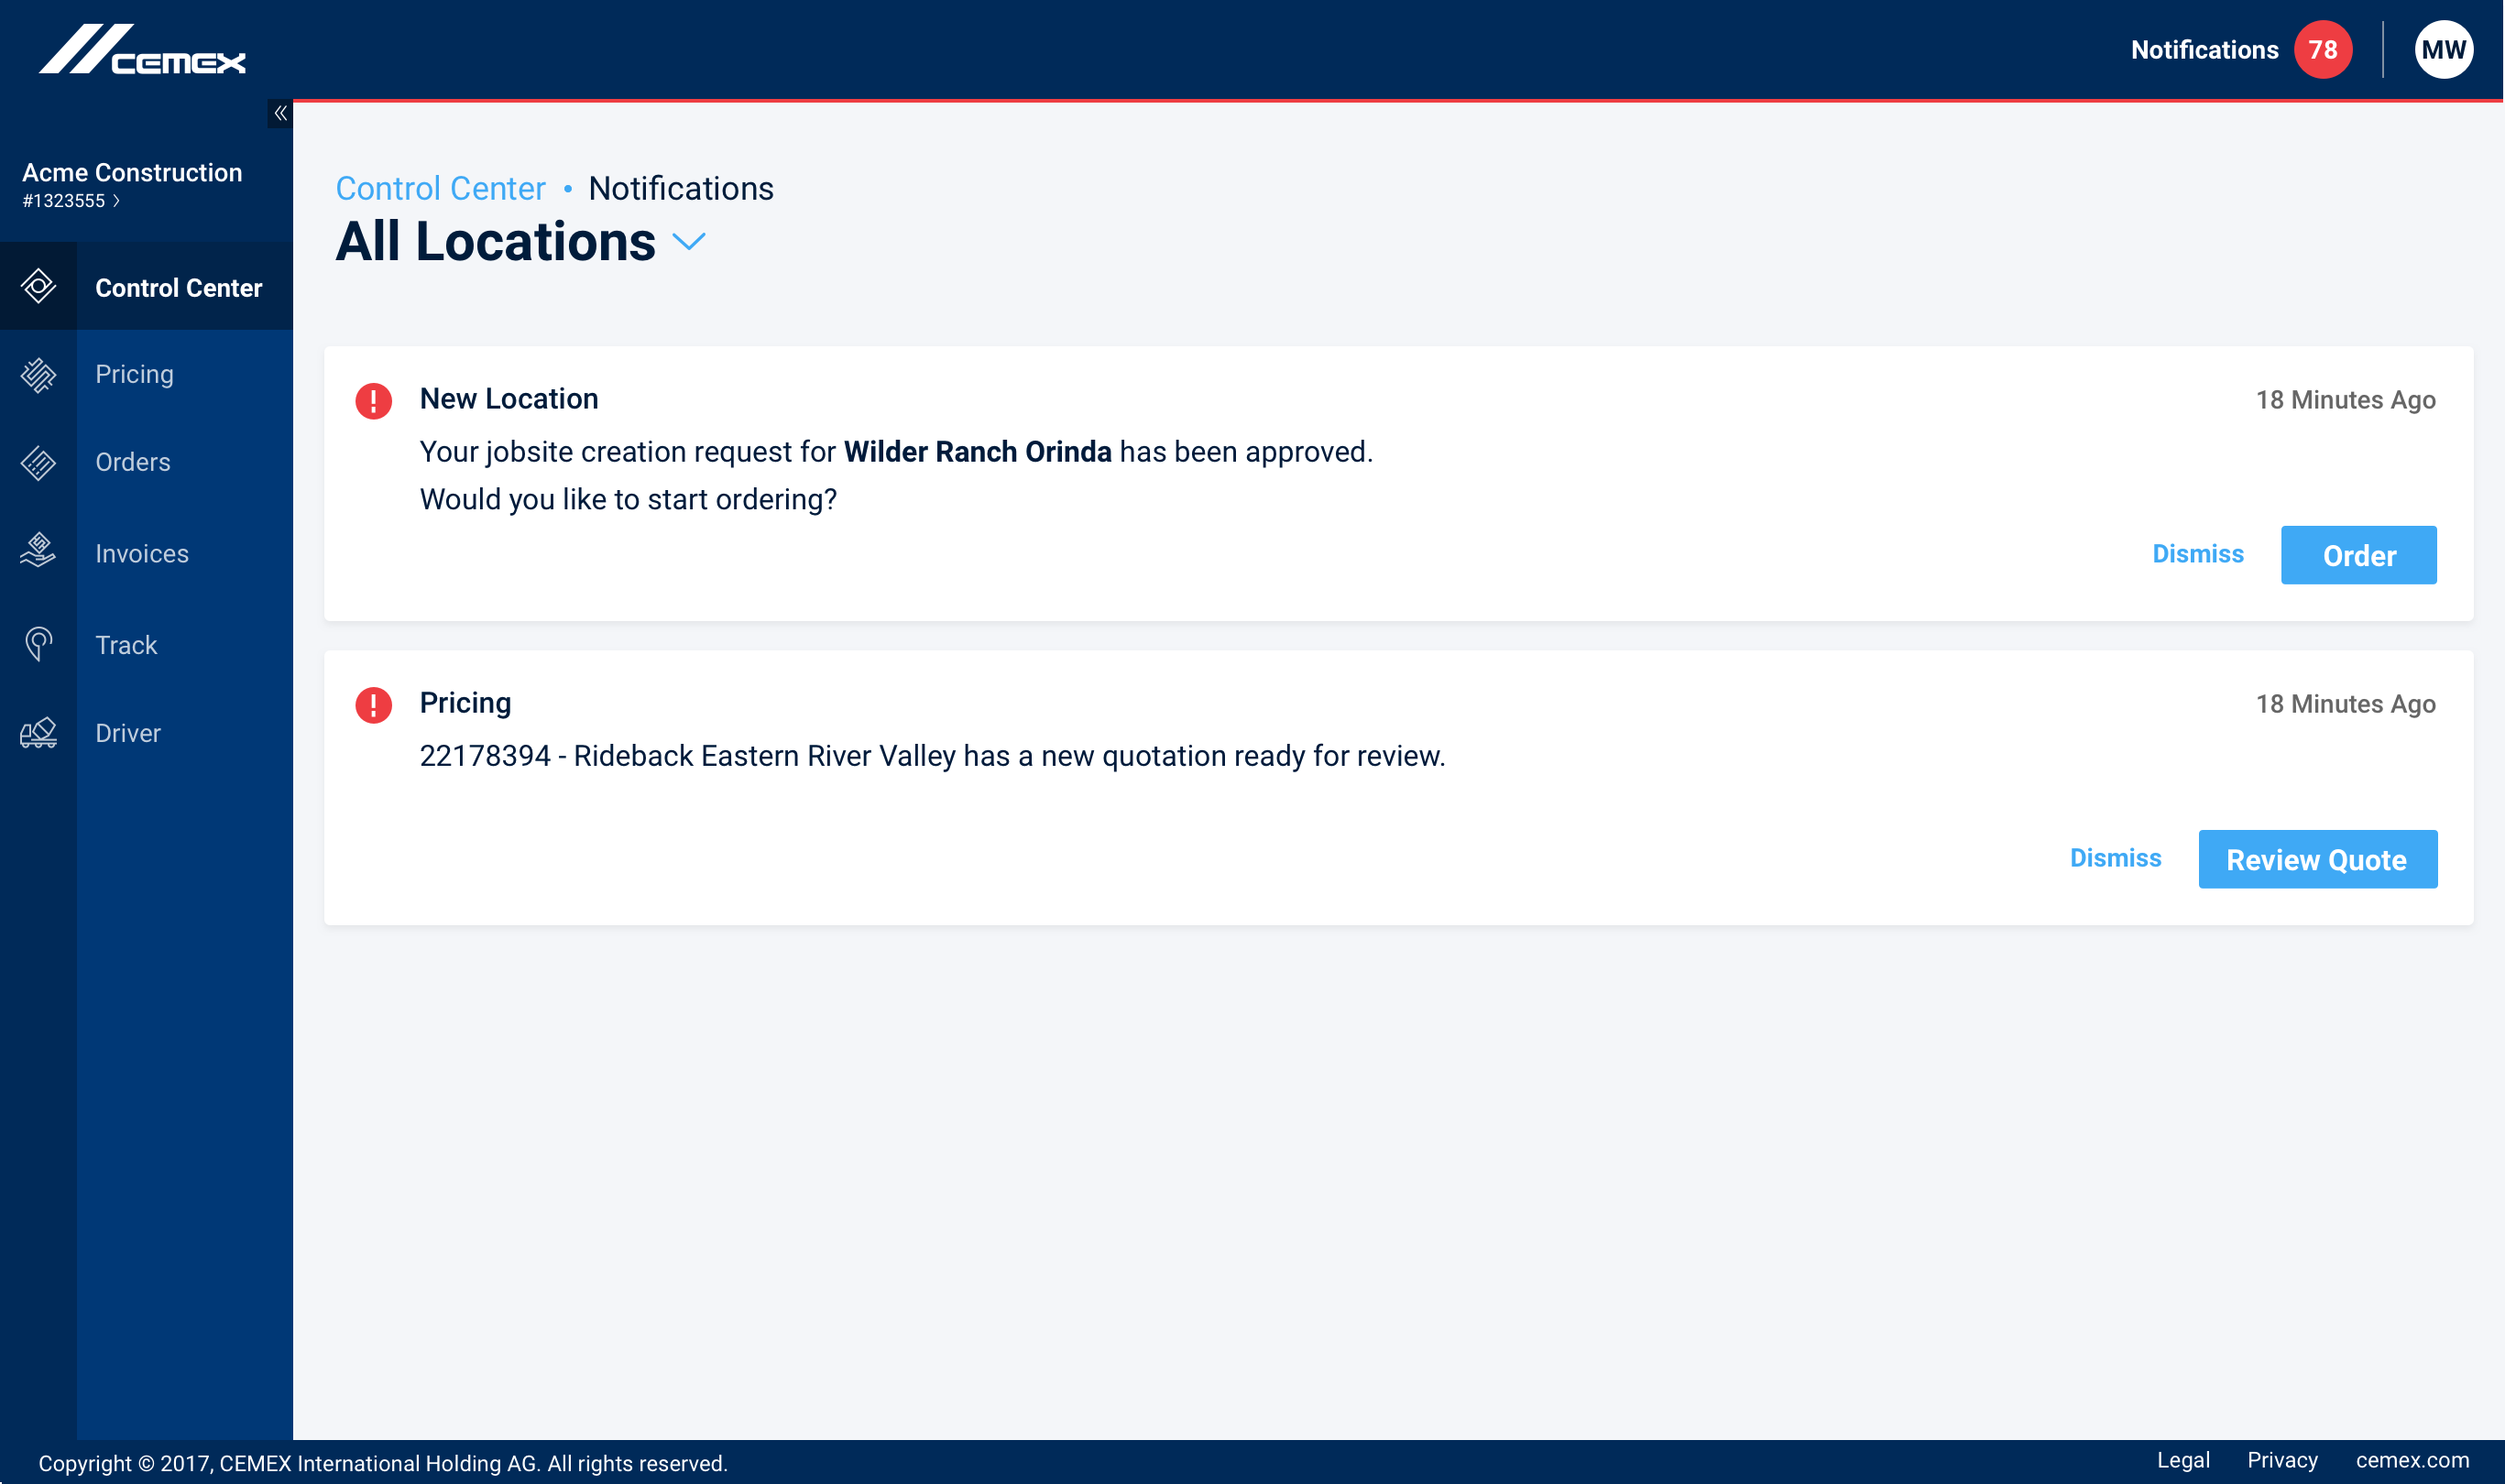 CEMEX
Notifications 78 MW
Acme Construction
#1323555
Control Center
Pricing
Orders
Invoices
Track
Driver
Control Center • Notifications
All Locations
New Location
18 Minutes Ago
Your jobsite creation request for Wilder Ranch Orinda has been approved.
Would you like to start ordering?
Dismiss
Order
Pricing
18 Minutes Ago
22178394 - Rideback Eastern River Valley has a new quotation ready for review.
Dismiss
Review Quote
Copyright © 2017, CEMEX International Holding AG. All rights reserved.
Legal
Privacy
cemex.com